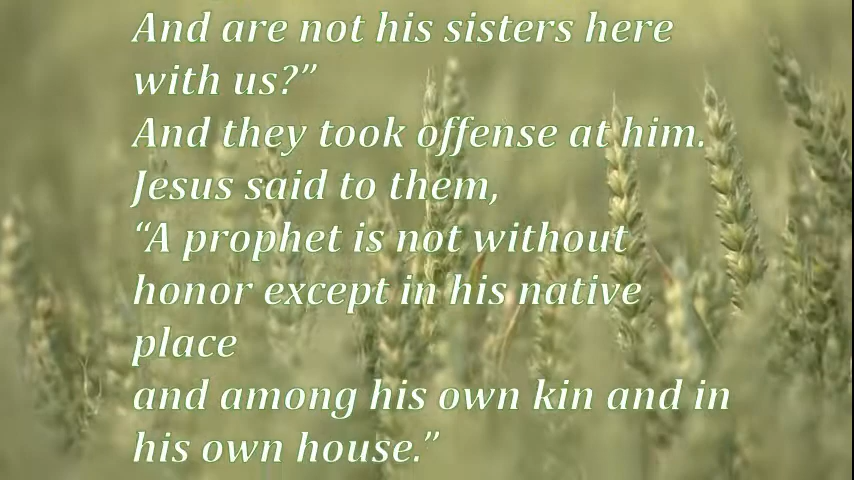 And are not his sisters here
with us?”
And they took offense at him.
Jesus said to them,
“A prophet is not without
honor except in his native
place
and among his own kin and in
his own house.”